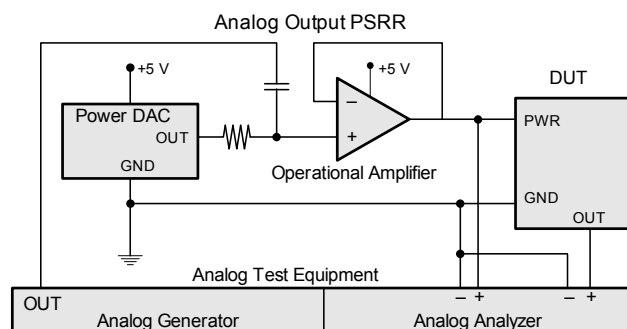 Analog Output PSRR
+5 V
+5 V
DUT
Power DAC
OUT
GND
−
+
Operational Amplifier
PWR
GND
OUT
Analog Test Equipment
OUT
− +
− +
Analog Generator
Analog Analyzer